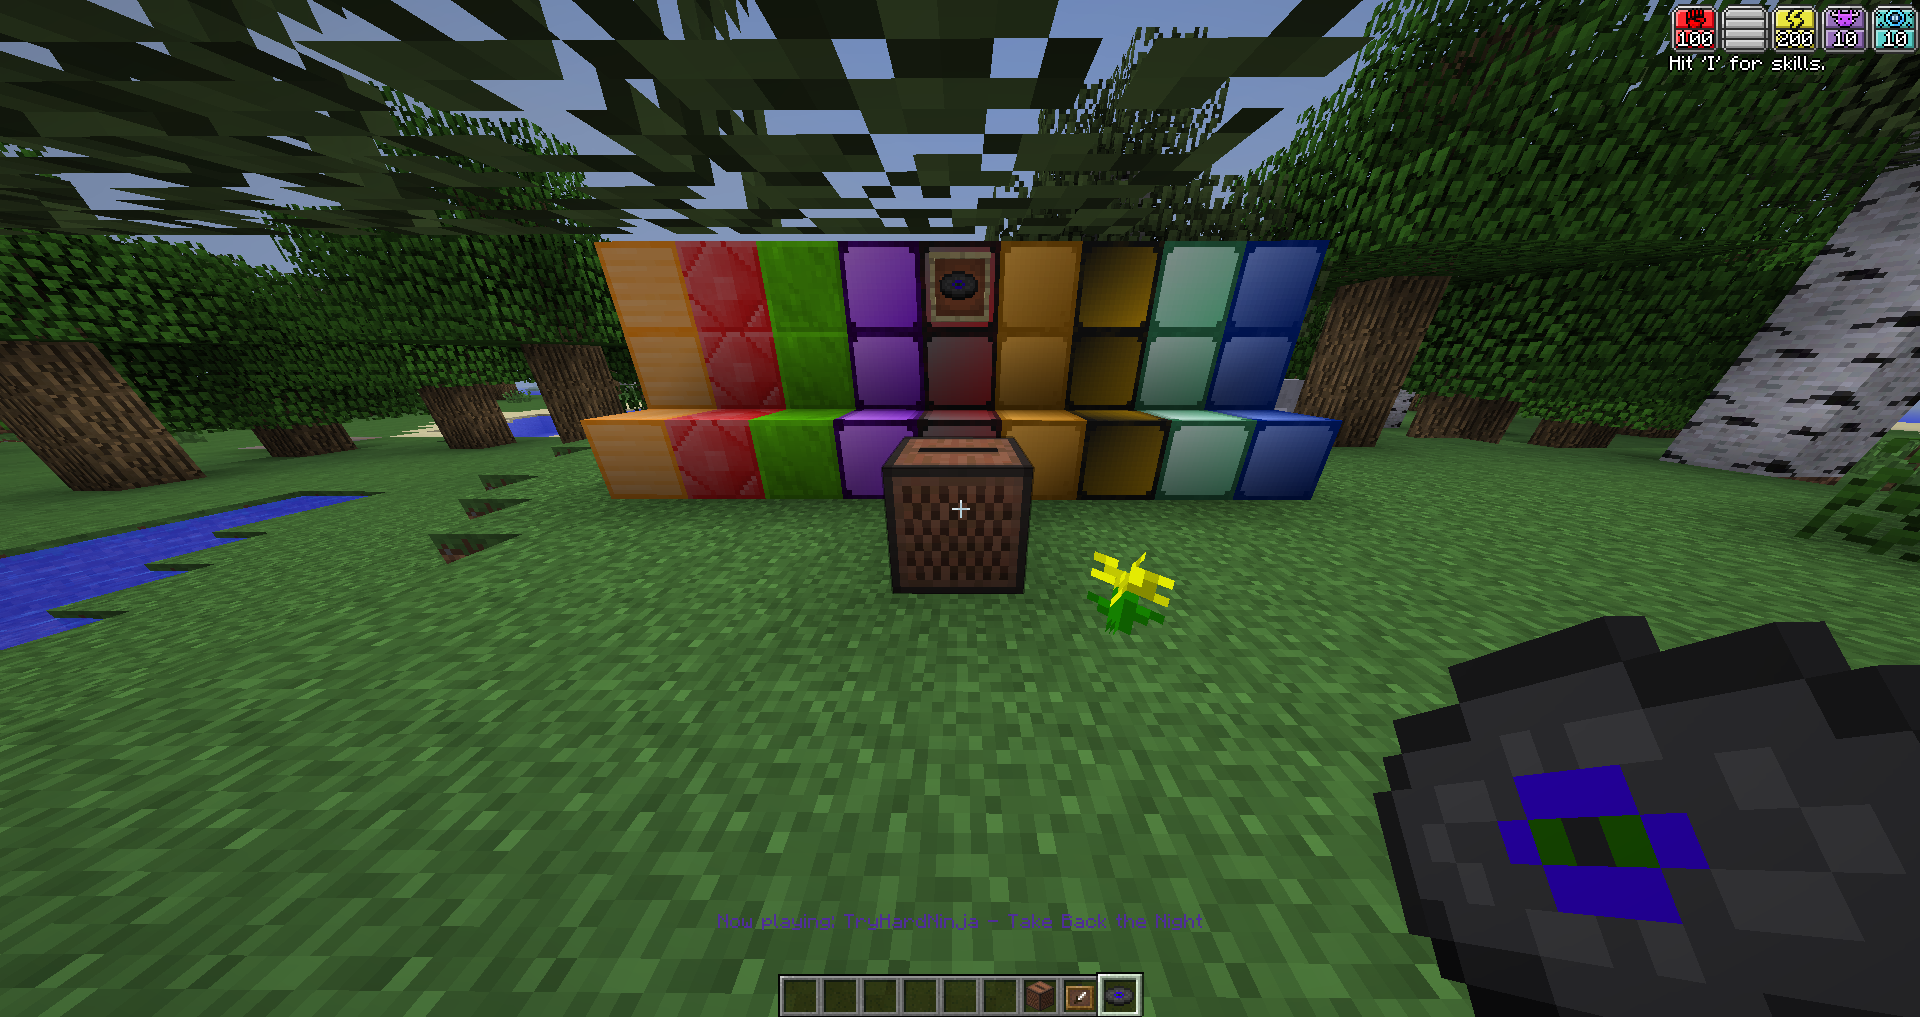 100 200 10 10
Hit 'I' for skills.
Now playing: TryHardNinja - Take Back the Night